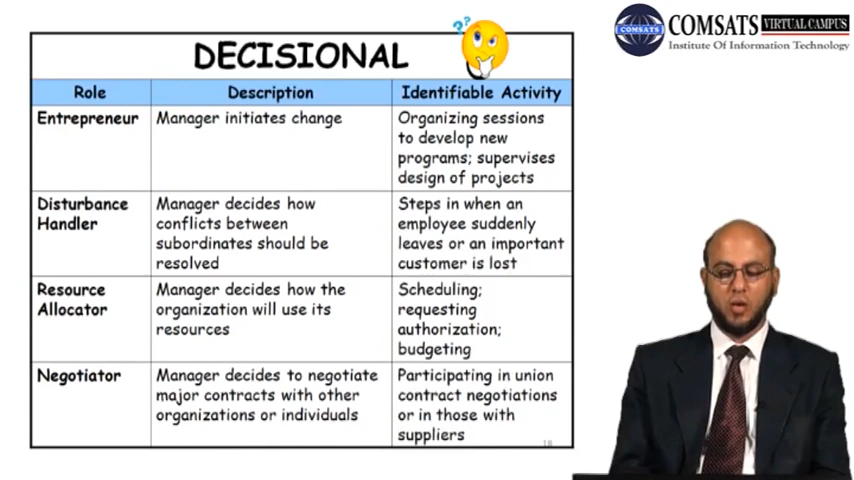 DECISIONAL
??
COMSATS
COMSATS VIRTUAL CAMPUS
Institute Of Information Technology
Role Description Identifiable Activity
Entrepreneur
Manager initiates change
Organizing sessions
to develop new
programs; supervises
design of projects
Disturbance
Handler
Manager decides how
conflicts between
subordinates should be
resolved
Steps in when an
employee suddenly
leaves or an important
customer is lost
Resource
Allocator
Manager decides how the
organization will use its
resources
Scheduling;
requesting
authorization;
budgeting
Negotiator
Manager decides to negotiate
major contracts with other
organizations or individuals
Participating in union
contract negotiations
or in those with
suppliers
18